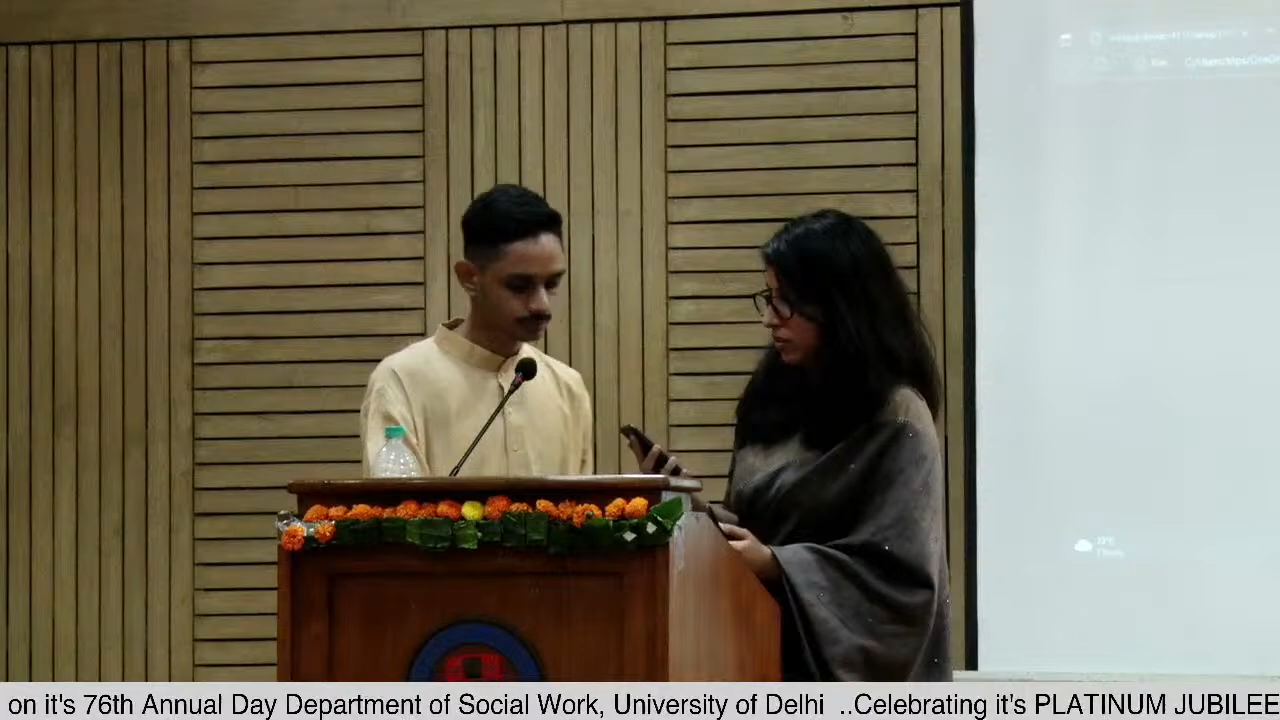 on it's 76th Annual Day Department of Social Work, University of Delhi ..Celebrating it's PLATINUM JUBILEE